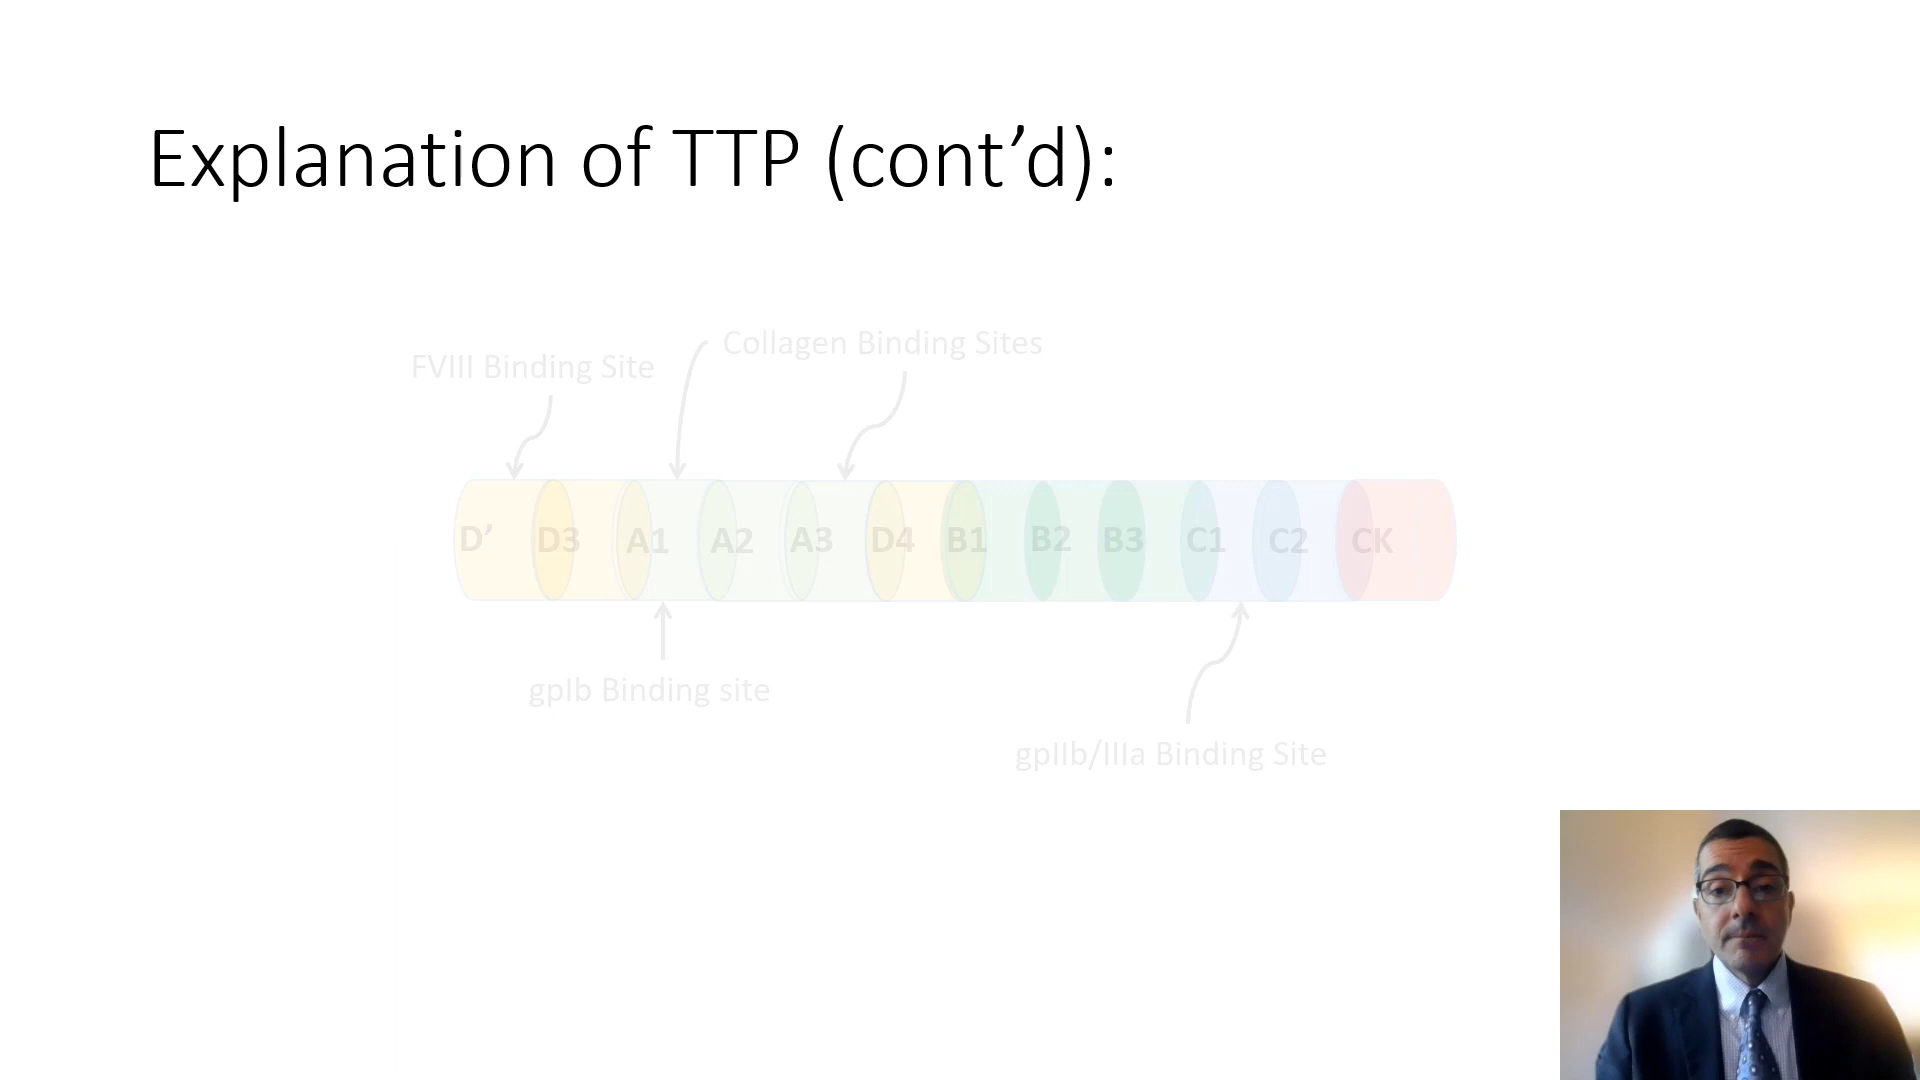 Explanation of TTP (cont’d):
Collagen Binding Sites
FVIII Binding Site
D’ D3 A1 A2 A3 D4 B1 B2 B3 C1 C2 CK
gpIb Binding site
gpIIb/IIIa Binding Site